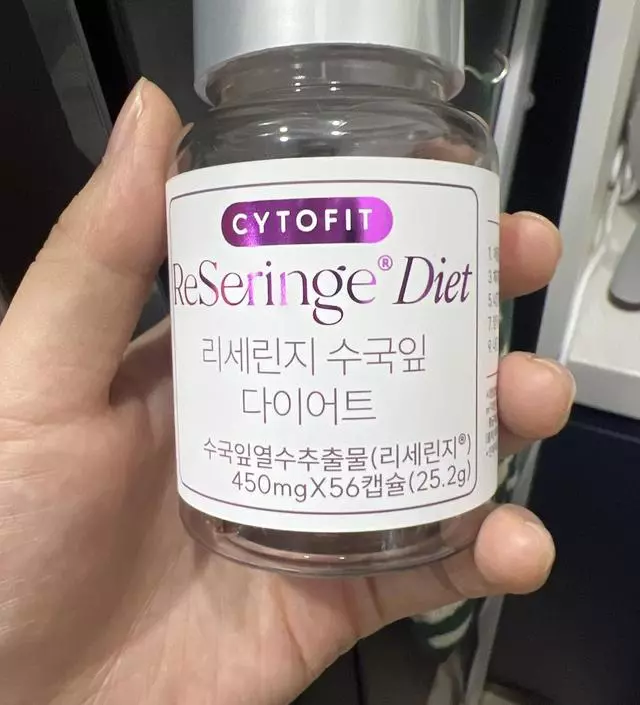 CYTOFIT
ReSeringe® Diet
리세린지 수국잎
다이어트
수국잎열수추출물(리세린지®)
450mgX56캡슐(25.2g)